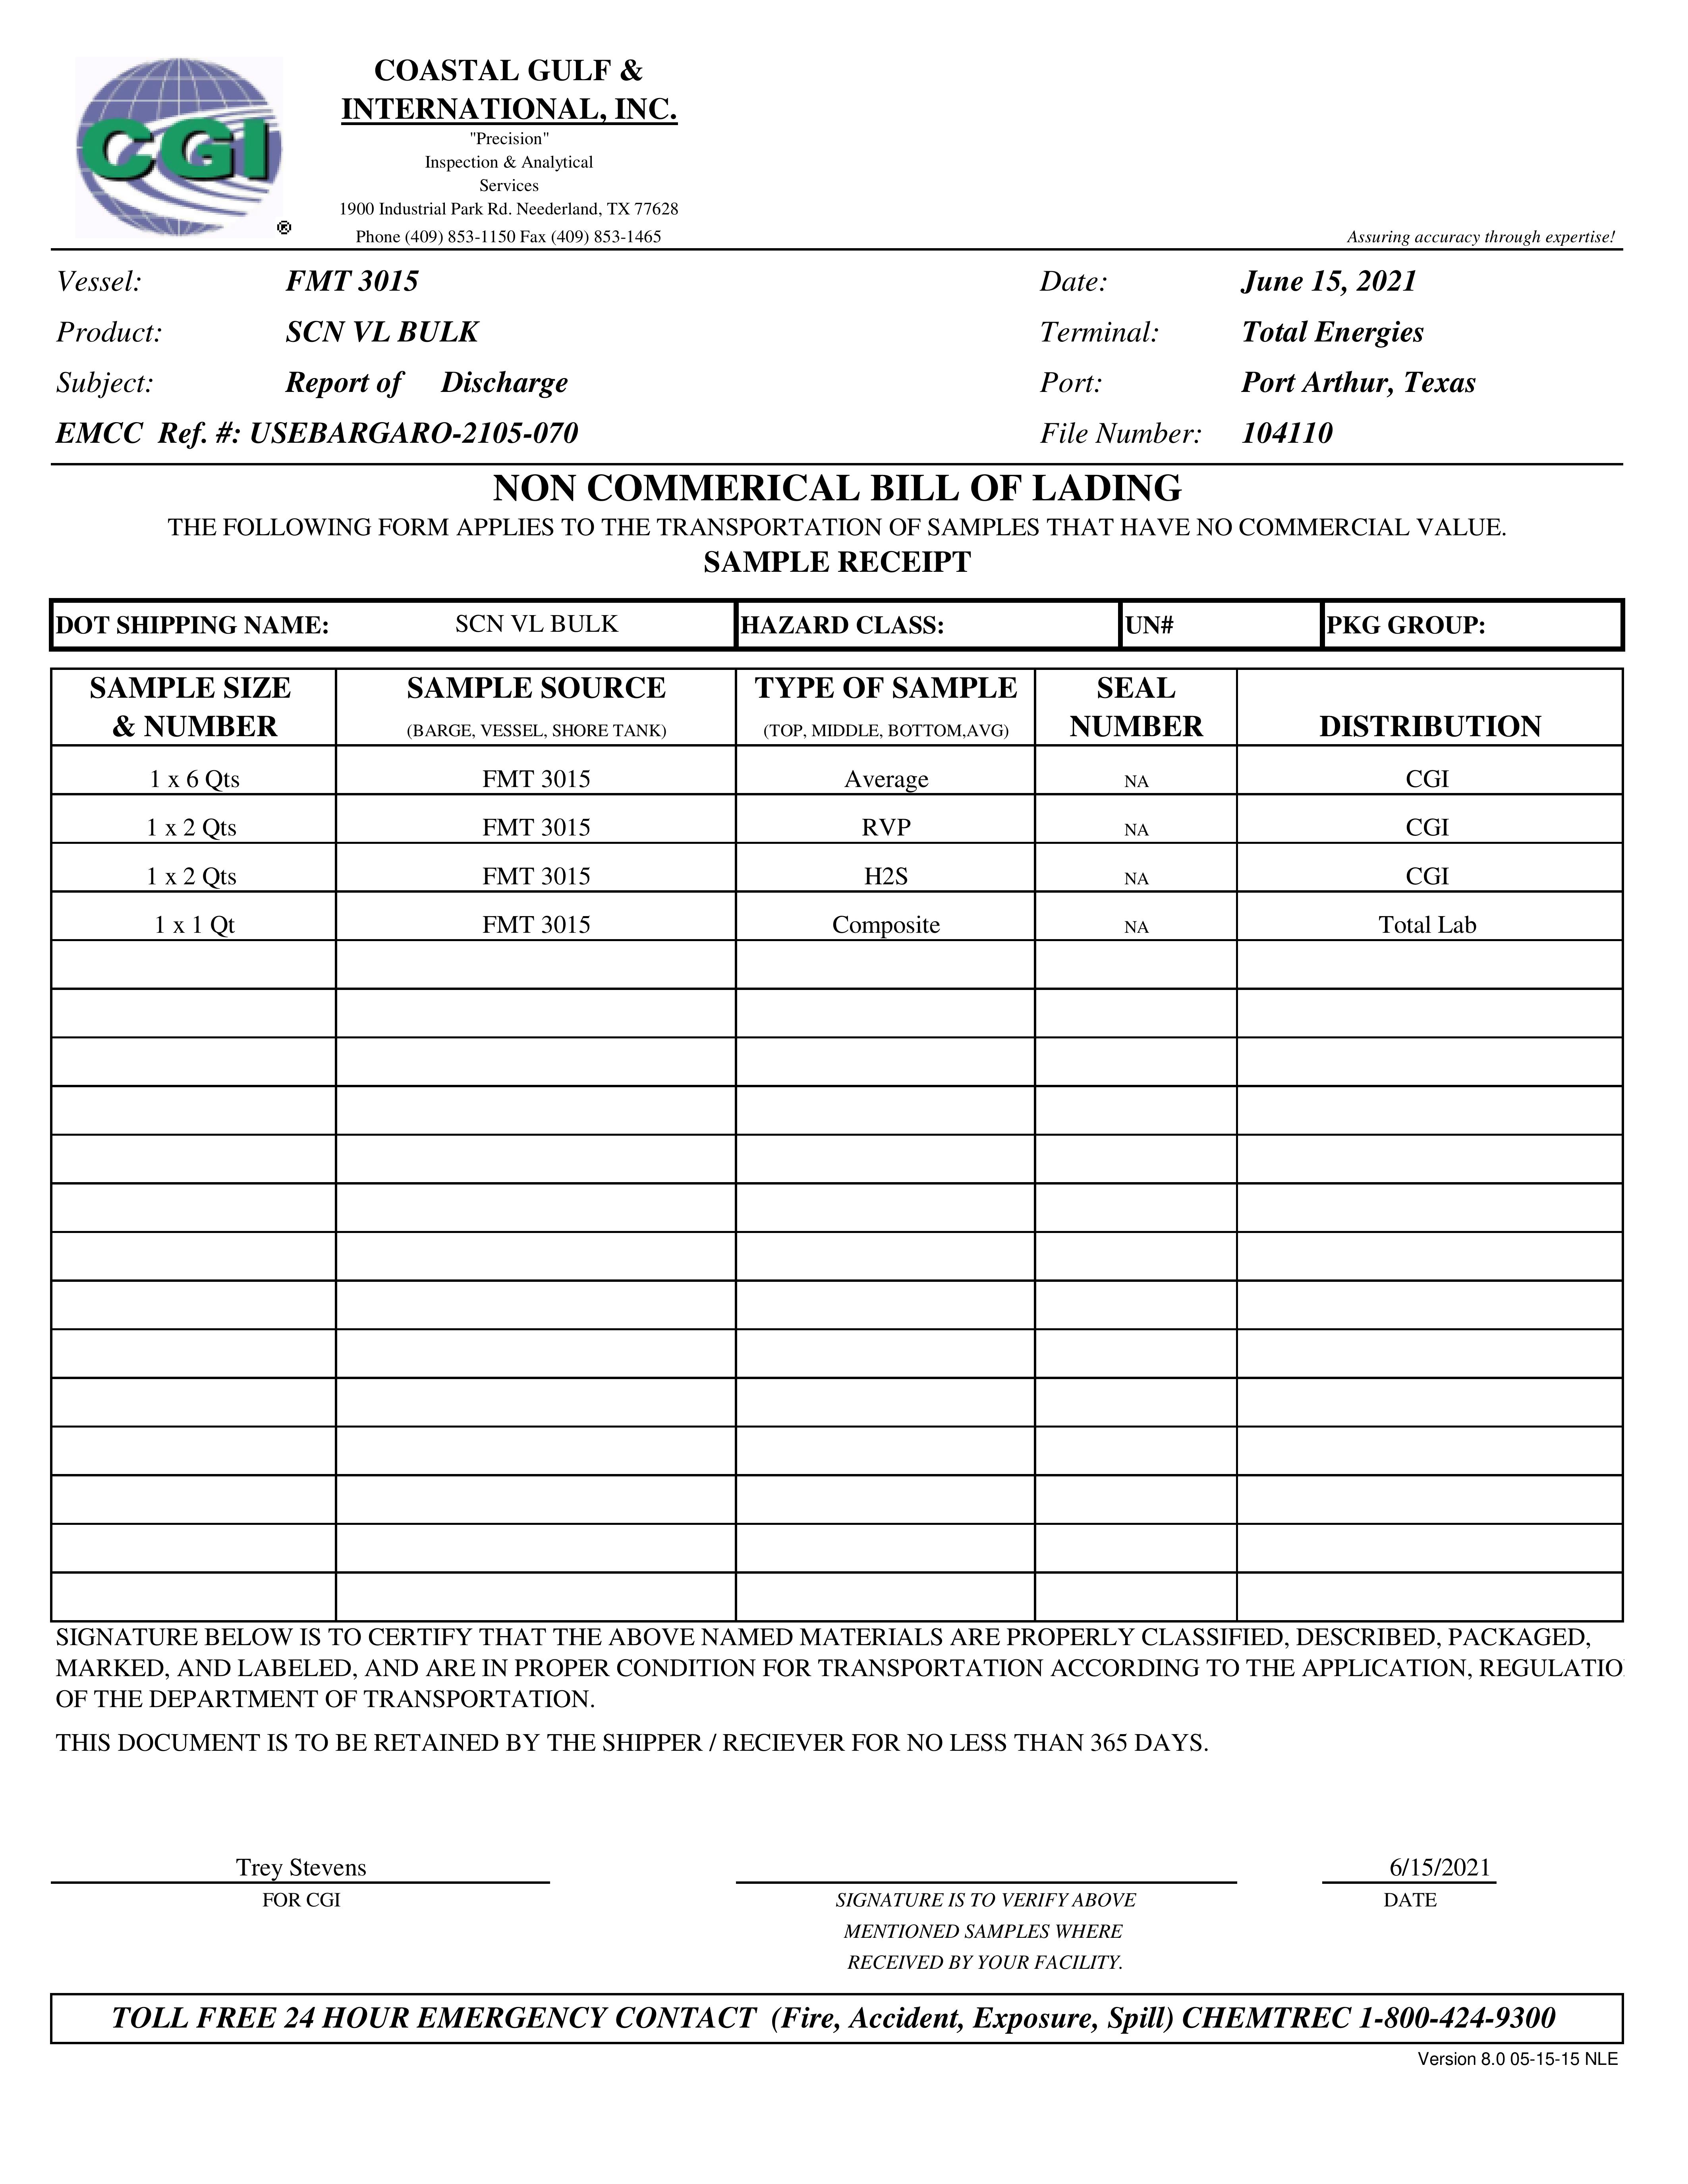 CGI
®
COASTAL GULF &
INTERNATIONAL, INC.
"Precision"
Inspection & Analytical
Services
1900 Industrial Park Rd. Neederland, TX 77628
Phone (409) 853-1150 Fax (409) 853-1465
Assuring accuracy through expertise!
Vessel: FMT 3015 Date: June 15, 2021
Product: SCN VL BULK Terminal: Total Energies
Subject: Report of Discharge Port: Port Arthur, Texas
EMCC Ref. #: USEBARGARO-2105-070 File Number: 104110
NON COMMERICAL BILL OF LADING
THE FOLLOWING FORM APPLIES TO THE TRANSPORTATION OF SAMPLES THAT HAVE NO COMMERCIAL VALUE.
SAMPLE RECEIPT
DOT SHIPPING NAME: SCN VL BULK HAZARD CLASS: UN# PKG GROUP:
SAMPLE SIZE SAMPLE SOURCE TYPE OF SAMPLE SEAL
& NUMBER (BARGE, VESSEL, SHORE TANK) (TOP, MIDDLE, BOTTOM,AVG) NUMBER DISTRIBUTION
1 x 6 Qts FMT 3015 Average NA CGI
1 x 2 Qts FMT 3015 RVP NA CGI
1 x 2 Qts FMT 3015 H2S NA CGI
1 x 1 Qt FMT 3015 Composite NA Total Lab
SIGNATURE BELOW IS TO CERTIFY THAT THE ABOVE NAMED MATERIALS ARE PROPERLY CLASSIFIED, DESCRIBED, PACKAGED,
MARKED, AND LABELED, AND ARE IN PROPER CONDITION FOR TRANSPORTATION ACCORDING TO THE APPLICATION, REGULATIO
OF THE DEPARTMENT OF TRANSPORTATION.
THIS DOCUMENT IS TO BE RETAINED BY THE SHIPPER / RECIEVER FOR NO LESS THAN 365 DAYS.
Trey Stevens 6/15/2021
FOR CGI SIGNATURE IS TO VERIFY ABOVE DATE
MENTIONED SAMPLES WHERE
RECEIVED BY YOUR FACILITY.
TOLL FREE 24 HOUR EMERGENCY CONTACT (Fire, Accident, Exposure, Spill) CHEMTREC 1-800-424-9300
Version 8.0 05-15-15 NLE